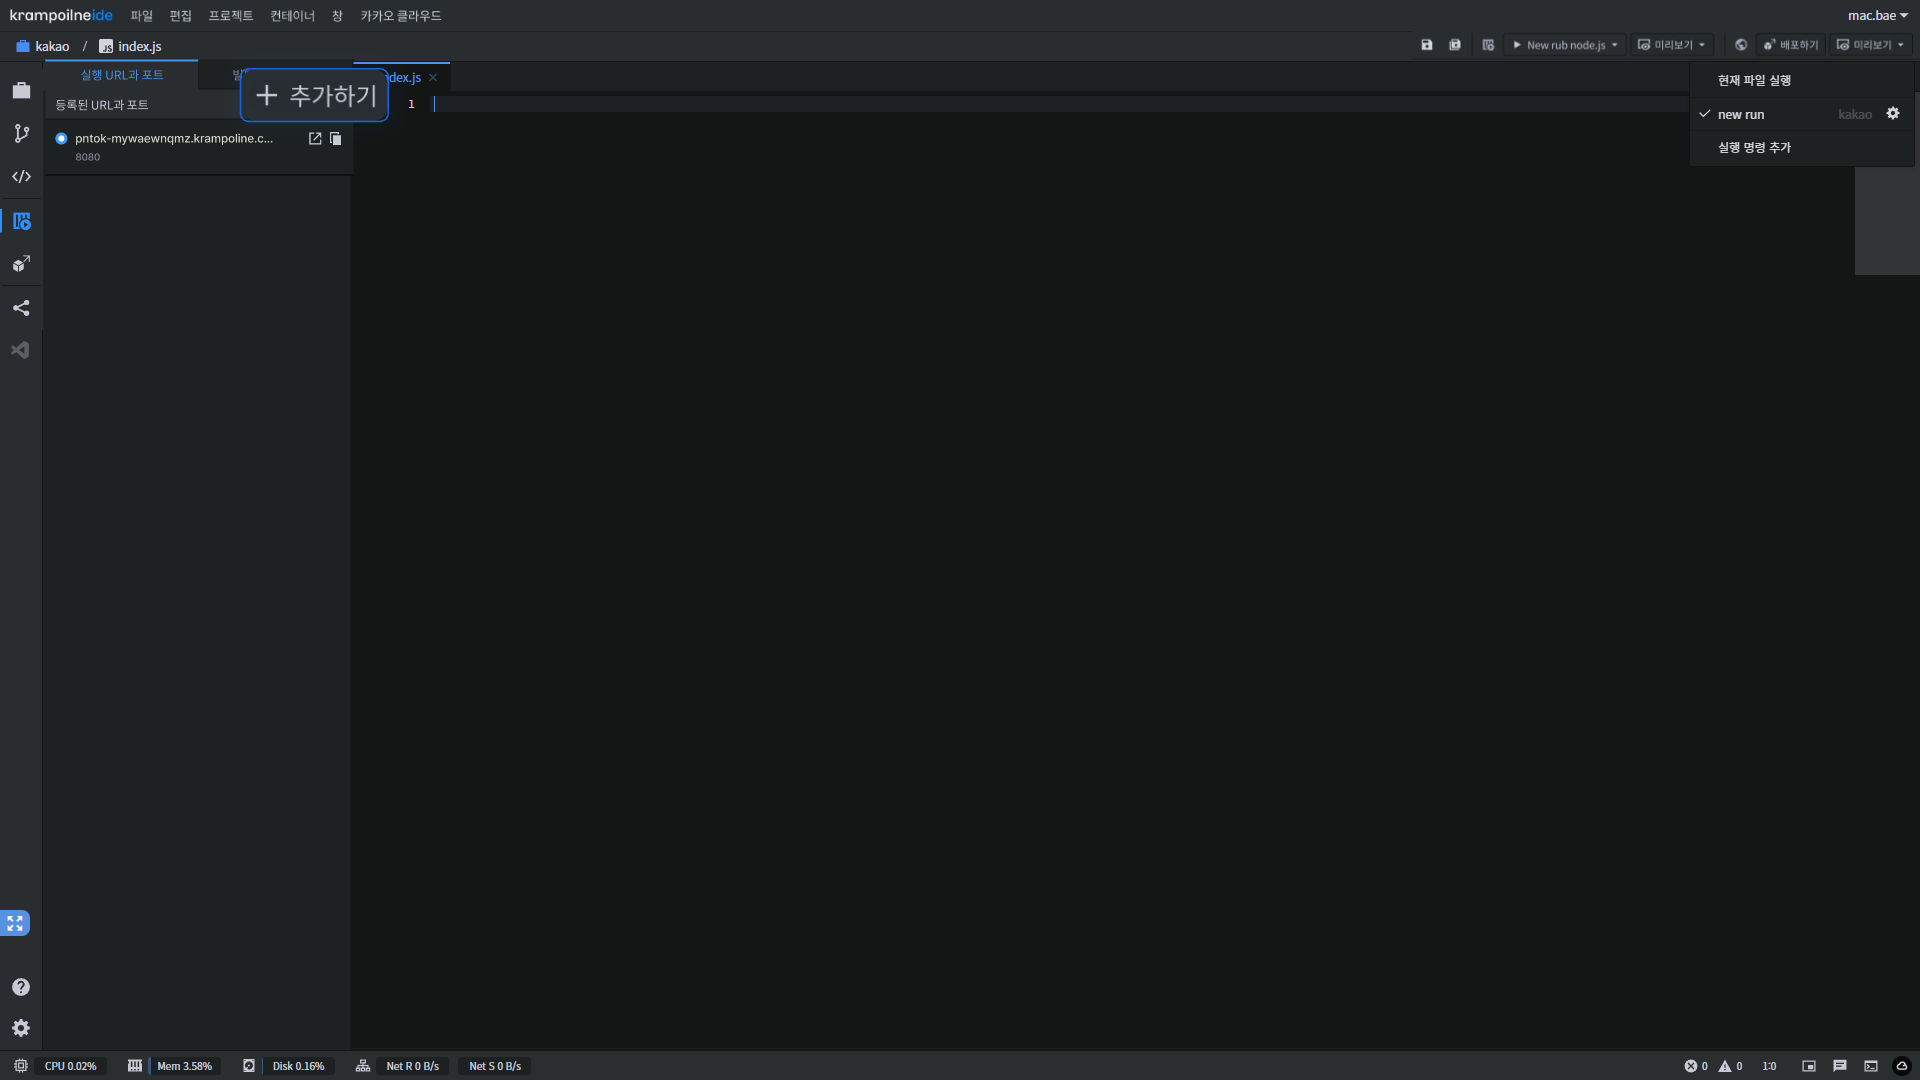 krampoilneide 파일 편집 프로젝트 컨테이너 창 카카오 클라우드 mac.bae
kakao / JS index.js New rub node.js 미리보기 배포하기 미리보기
실행 URL과 포트
+ 추가하기
dex.js ×
등록된 URL과 포트
1
pntok-mywaewnqmz.krampoline.c...
8080
현재 파일 실행
new run kakao
실행 명령 추가
CPU 0.02% Mem 3.58% Disk 0.16% Net R 0 B/s Net S 0 B/s 0 0 1:0